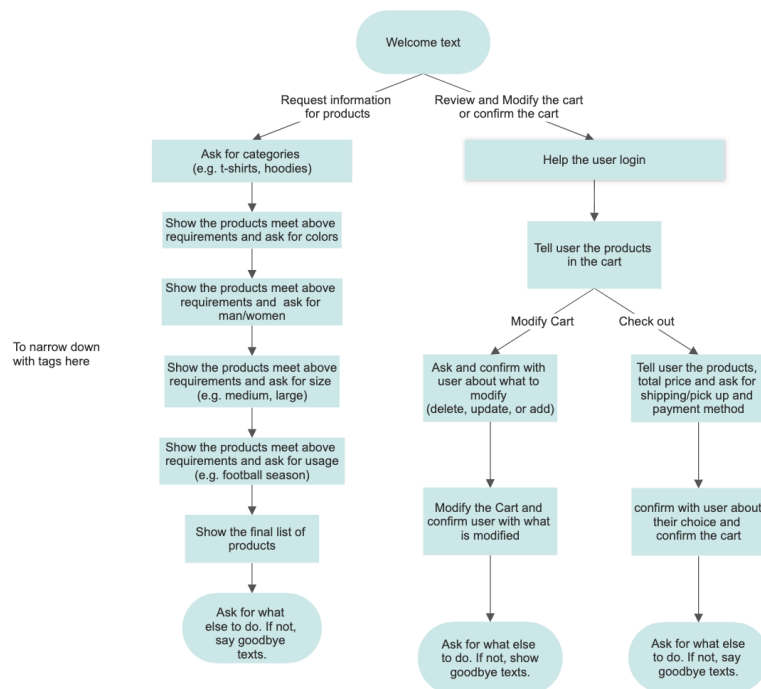 Welcome text
Request information
for products
Review and Modify the cart
or confirm the cart
Ask for categories
(e.g. t-shirts, hoodies)
Help the user login
Show the products meet above
requirements and ask for colors
Tell user the products
in the cart
Show the products meet above
requirements and  ask for
man/women
To narrow down
with tags here
Modify Cart
Check out
Show the products meet above
requirements and ask for size
(e.g. medium, large)
Ask and confirm with
user about what to
modify
(delete, update, or add)
Tell user the products,
total price and ask for
shipping/pick up and
payment method
Show the products meet above
requirements and ask for usage
(e.g. football season)
Show the final list of
products
Modify the Cart and
confirm user with what
is modified
confirm with user about
their choice and
confirm the cart
Ask for what
else to do. If not,
say goodbye
texts.
Ask for what else
to do. If not, show
goodbye texts.
Ask for what else
to do. If not, say
goodbye texts.